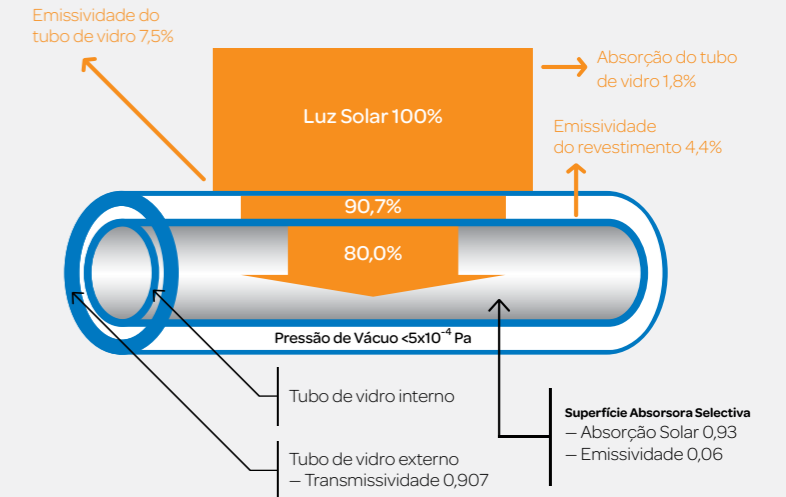 Emissividade do
tubo de vidro 7,5%
Luz Solar 100%
Absorção do tubo
de vidro 1,8%
Emissividade
do revestimento 4,4%
90,7%
80,0%
Pressão de Vácuo <5x10⁻⁴ Pa
Tubo de vidro interno
Superfície Absorsora Selectiva
– Absorção Solar 0,93
– Emissividade 0,06
Tubo de vidro externo
– Transmissividade 0,907